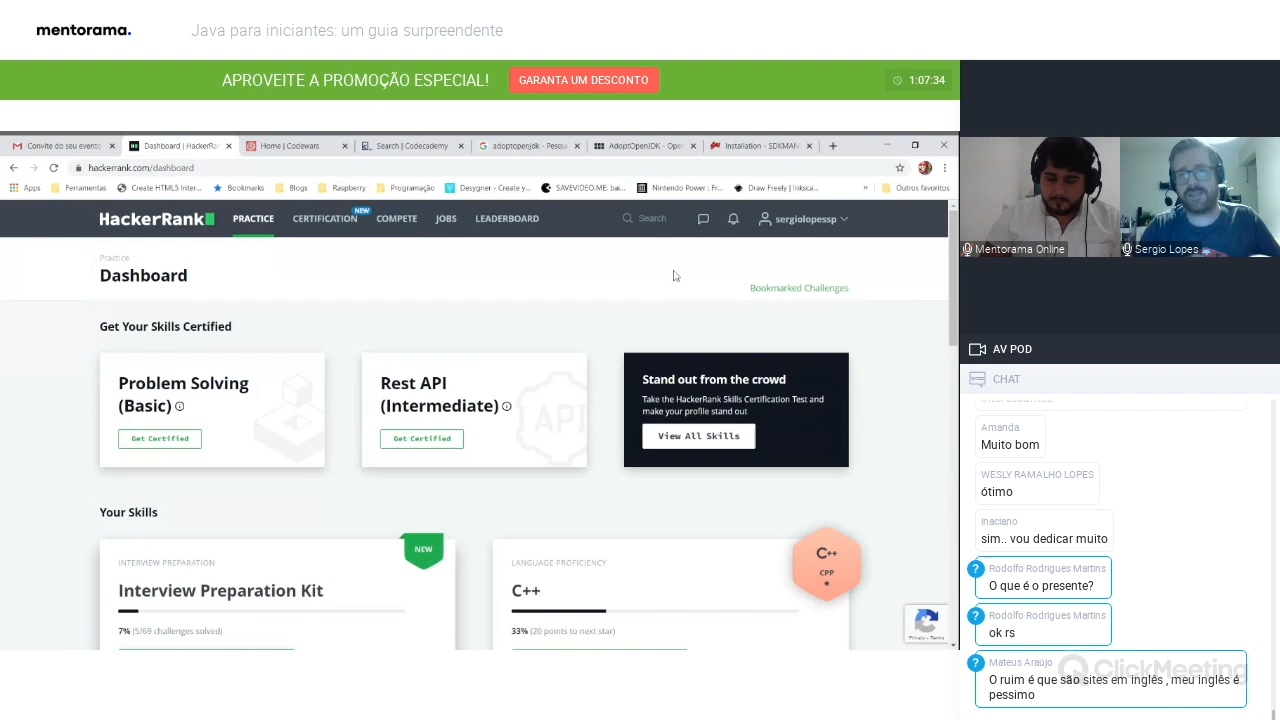 mentorama.
Java para iniciantes: um guia surpreendente
APROVEITE A PROMOÇÃO ESPECIAL!
GARANTA UM DESCONTO
1:07:34
Convite do seu evento
Dashboard | HackerRan
Home | Codewars
Search | Codecademy
adoptopenjdk - Pesqui
AdoptOpenJDK - Open
Installation - SDKMAN
hackerrank.com/dashboard
Apps
Ferramentas
Create HTML5 Inter...
Bookmarks
Blogs
Raspberry
Programação
Desygner - Create y...
SAVEVIDEO.ME: bai...
Nintendo Power : Fr...
Draw Freely | Inksca...
»
Outros favoritos
HackerRank
PRACTICE
CERTIFICATION
NEW
COMPETE
JOBS
LEADERBOARD
Search
sergiolopessp
Practice
Dashboard
Bookmarked Challenges
Get Your Skills Certified
Problem Solving
(Basic)
Get Certified
Rest API
(Intermediate)
Get Certified
API
Stand out from the crowd
Take the HackerRank Skills Certification Test and
make your profile stand out
View All Skills
Your Skills
INTERVIEW PREPARATION
NEW
Interview Preparation Kit
7% (5/69 challenges solved)
LANGUAGE PROFICIENCY
C++
33% (20 points to next star)
C++
CPP
Privacy - Terms
Mentorama Online
Sergio Lopes
AV POD
CHAT
Amanda
Muito bom
WESLY RAMALHO LOPES
ótimo
Inaciano
sim.. vou dedicar muito
Rodolfo Rodrigues Martins
O que é o presente?
Rodolfo Rodrigues Martins
ok rs
Mateus Araújo
O ruim é que são sites em inglês , meu inglês é
pessimo
ClickMeeting